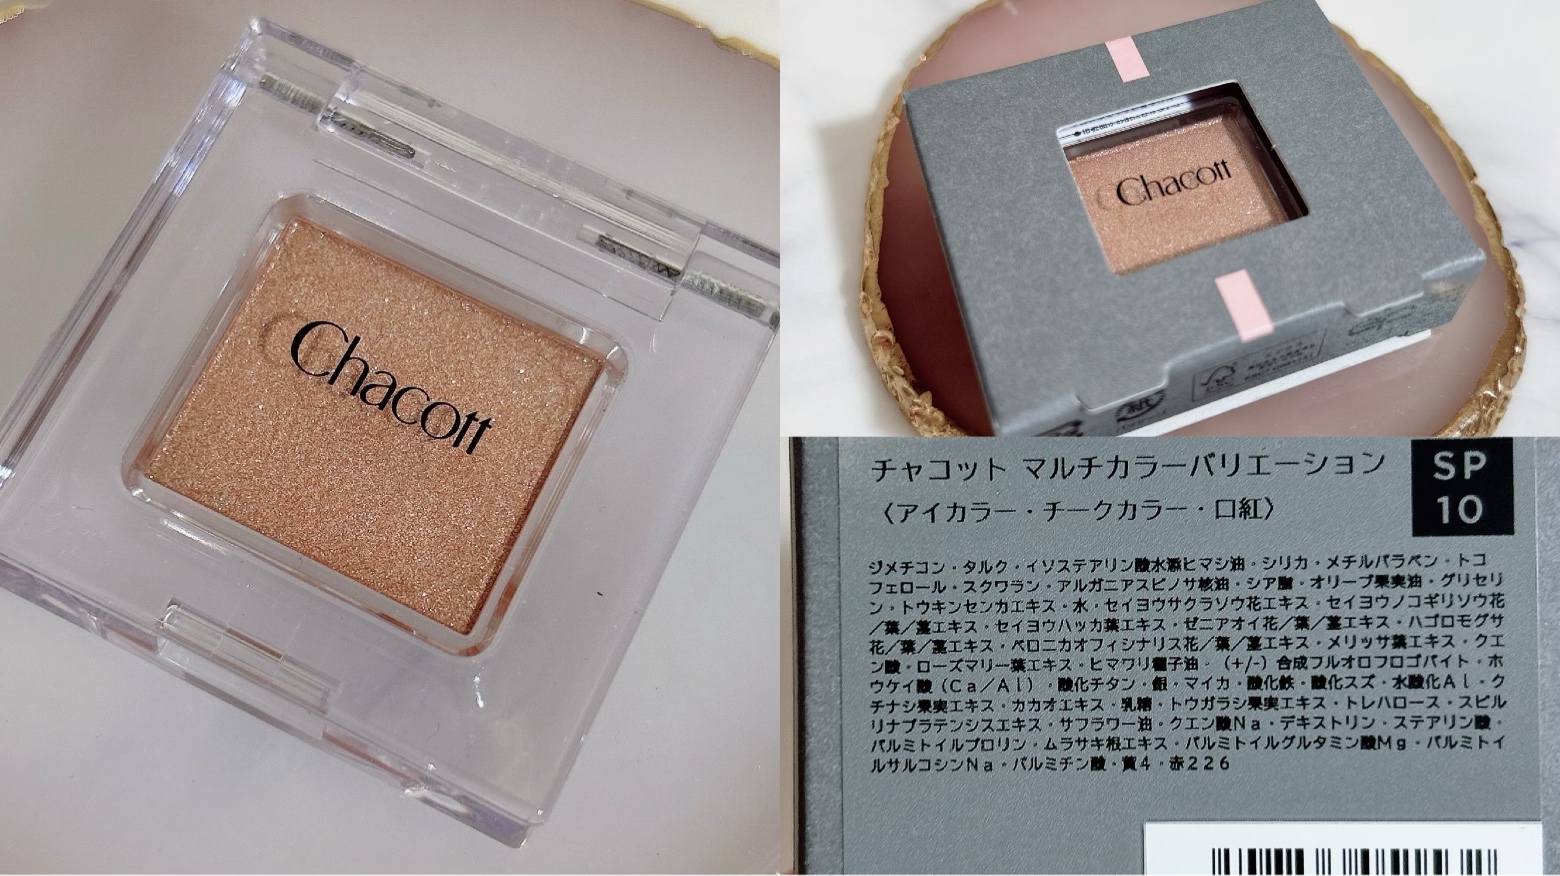 Chacott
Chacott
紙
チャコット マルチカラーバリエーション
〈アイカラー・チークカラー・口紅〉
SP
10
ジメチコン・タルク・イソステアリン酸水添ヒマシ油・シリカ・メチルパラベン・トコ
フェロール・スクワラン・アルガニアスピノサ核油・シア脂・オリーブ果実油・グリセリ
ン・トウキンセンカエキス・水・セイヨウサクラソウ花エキス・セイヨウノコギリソウ花
／葉／茎エキス・セイヨウハッカ葉エキス・ゼニアオイ花／葉／茎エキス・ハゴロモグサ
花／葉／茎エキス・ベロニカオフィシナリス花／葉／茎エキス・メリッサ葉エキス・クエ
ン酸・ローズマリー葉エキス・ヒマワリ種子油・（+/-）合成フルオロフロゴパイト・ホ
ウケイ酸（Ｃａ／Ａｌ）・酸化チタン・銀・マイカ・酸化鉄・酸化スズ・水酸化Ａｌ・ク
チナシ果実エキス・カカオエキス・乳糖・トウガラシ果実エキス・トレハロース・スピル
リナプラテンシスエキス・サフラワー油・クエン酸Ｎａ・デキストリン・ステアリン酸・
パルミトイルプロリン・ムラサキ根エキス・パルミトイルグルタミン酸Ｍｇ・パルミトイ
ルサルコシンＮａ・パルミチン酸・黄４・赤２２６